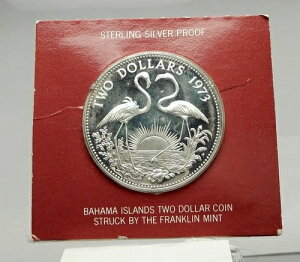 STERLING SILVER PROOF
TWO DOLLARS 1973
BAHAMA ISLANDS TWO DOLLAR COIN
STRUCK BY THE FRANKLIN MINT